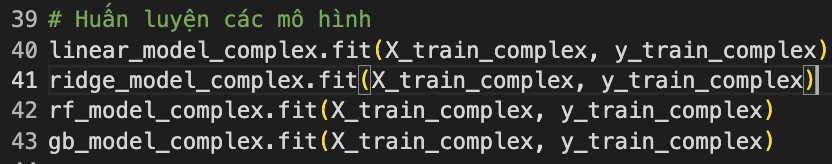 39 # Huấn luyện các mô hình
40 linear_model_complex.fit(X_train_complex, y_train_complex)
41 ridge_model_complex.fit(X_train_complex, y_train_complex)
42 rf_model_complex.fit(X_train_complex, y_train_complex)
43 gb_model_complex.fit(X_train_complex, y_train_complex)